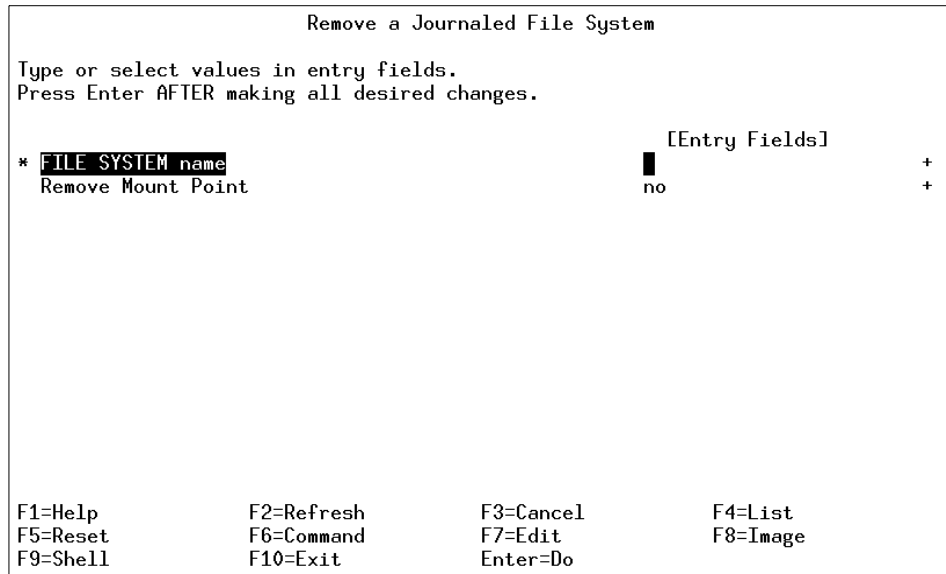 Remove a Journaled File System
Type or select values in entry fields.
Press Enter AFTER making all desired changes.
[Entry Fields]
* FILE SYSTEM name +
Remove Mount Point no +
F1=Help F2=Refresh F3=Cancel F4=List
F5=Reset F6=Command F7=Edit F8=Image
F9=Shell F10=Exit Enter=Do